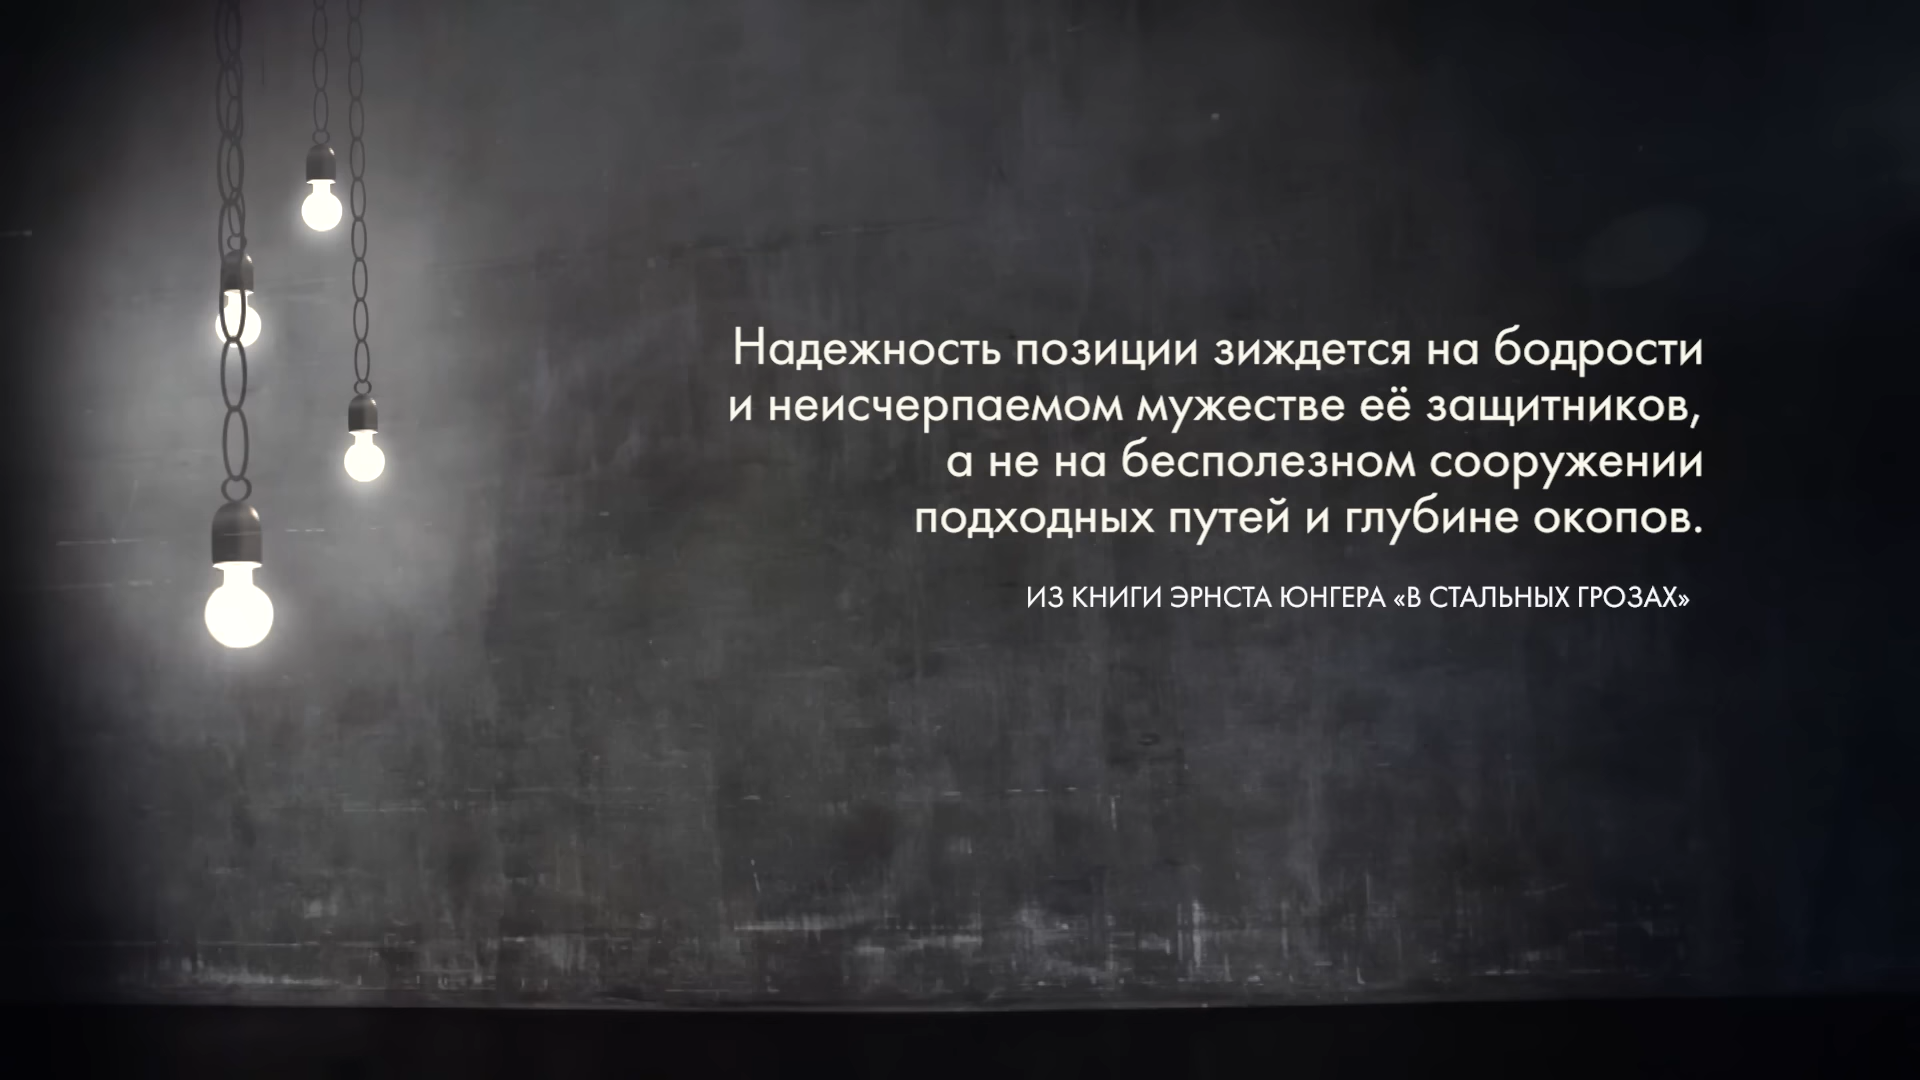 Надежность позиции зиждется на бодрости
и неисчерпаемом мужестве её защитников,
а не на бесполезном сооружении
подходных путей и глубине окопов.
ИЗ КНИГИ ЭРНСТА ЮНГЕРА «В СТАЛЬНЫХ ГРОЗАХ»